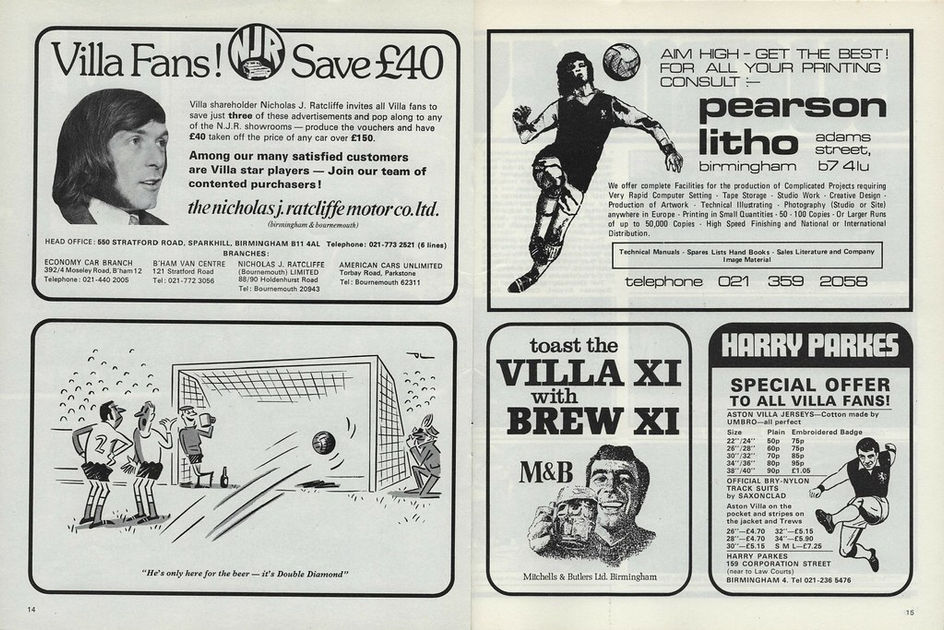 Villa Fans! NJR Save £40
Villa shareholder Nicholas J. Ratcliffe invites all Villa fans to
save just three of these advertisements and pop along to any
of the N.J.R. showrooms — produce the vouchers and have
£40 taken off the price of any car over £150.
Among our many satisfied customers
are Villa star players — Join our team of
contented purchasers!
the nicholas j. ratcliffe motor co. ltd.
(birmingham & bournemouth)
HEAD OFFICE: 550 STRATFORD ROAD, SPARKHILL, BIRMINGHAM B11 4AL Telephone: 021-773 2521 (6 lines)
BRANCHES:
ECONOMY CAR BRANCH
392/4 Moseley Road, B'ham 12
Telephone: 021-440 2005
B'HAM VAN CENTRE
121 Stratford Road
Tel: 021-772 3056
NICHOLAS J. RATCLIFFE
(Bournemouth) LIMITED
88/90 Holdenhurst Road
Tel: Bournemouth 20943
AMERICAN CARS UNLIMITED
Torbay Road, Parkstone
Tel: Bournemouth 62311
2
"He's only here for the beer — it's Double Diamond"
14
AIM HIGH - GET THE BEST!
FOR ALL YOUR PRINTING
CONSULT :—
pearson
litho
adams
street,
birmingham b7 4lu
We offer complete Facilities for the production of Complicated Projects requiring
Very Rapid Computer Setting · Tape Storage · Studio Work · Creative Design ·
Production of Artwork · Technical Illustrating · Photography (Studio or Site)
anywhere in Europe · Printing in Small Quantities · 50 · 100 Copies · Or Larger Runs
of up to 50,000 Copies · High Speed Finishing and National or International
Distribution.
Technical Manuals · Spares Lists Hand Books · Sales Literature and Company
Image Material
telephone 021 359 2058
toast the
VILLA XI
with
BREW XI
M&B
Mitchells & Butlers Ltd. Birmingham
HARRY PARKES
SPECIAL OFFER
TO ALL VILLA FANS!
ASTON VILLA JERSEYS—Cotton made by
UMBRO—all perfect
Size Plain Embroidered Badge
22"/24" 50p 75p
26"/28" 60p 75p
30"/32" 70p 85p
34"/36" 80p 95p
38"/40" 90p £1.05
OFFICIAL BRY-NYLON
TRACK SUITS
by SAXONCLAD
Aston Villa on the
pocket and stripes on
the jacket and Trews
26"—£4.70 32"—£5.15
28"—£4.70 34"—£5.90
30"—£5.15 S M L—£7.25
HARRY PARKES
159 CORPORATION STREET
(near to Law Courts)
BIRMINGHAM 4. Tel 021-236 5476
15